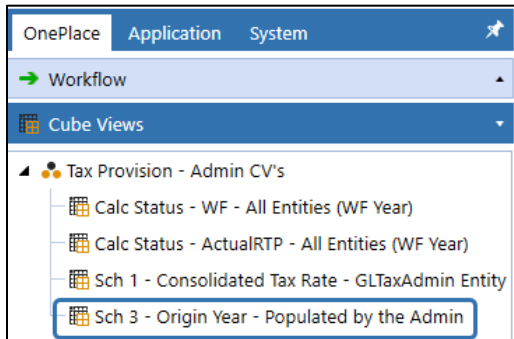 OnePlace Application System
Workflow
Cube Views
Tax Provision - Admin CV's
Calc Status - WF - All Entities (WF Year)
Calc Status - ActualRTP - All Entities (WF Year)
Sch 1 - Consolidated Tax Rate - GLTaxAdmin Entity
Sch 3 - Origin Year - Populated by the Admin